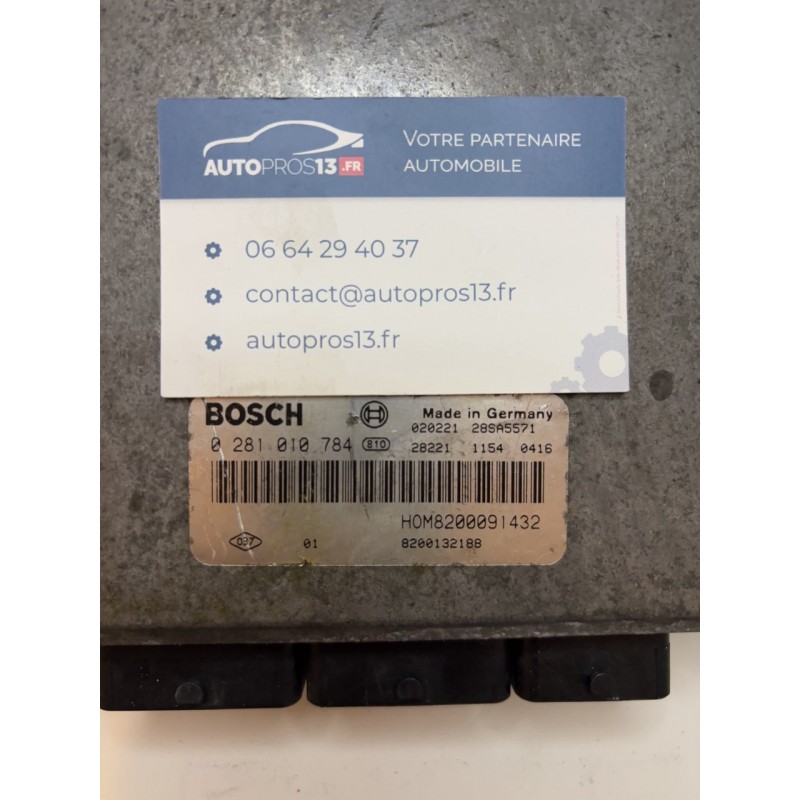 AUTOPROS13.FR
VOTRE PARTENAIRE
AUTOMOBILE
06 64 29 40 37
contact@autopros13.fr
autopros13.fr
BOSCH
Made in Germany
020221 28SA5571
0 281 010 784 810
28221 1154 0416
HOM8200091432
037 01 8200132188